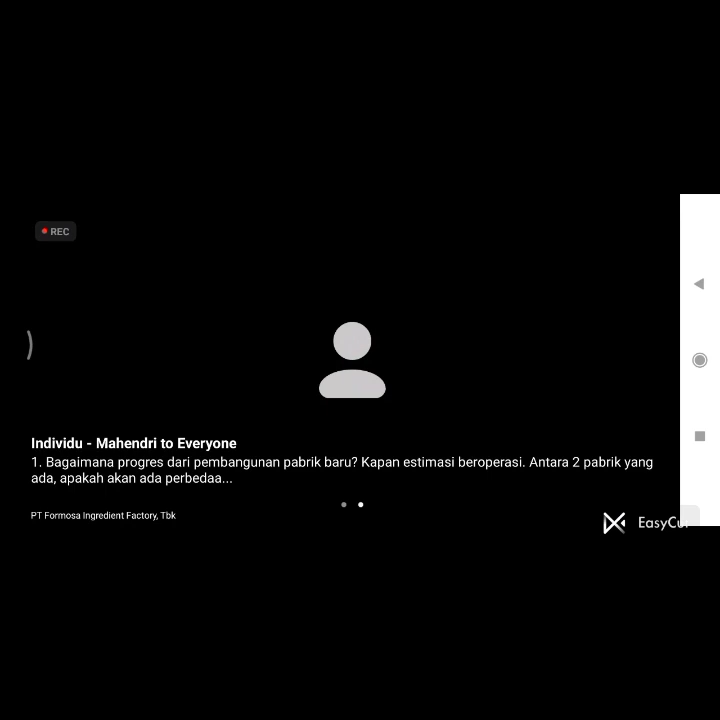 REC
Individu - Mahendri to Everyone
1. Bagaimana progres dari pembangunan pabrik baru? Kapan estimasi beroperasi. Antara 2 pabrik yang
ada, apakah akan ada perbedaa...
PT Formosa Ingredient Factory, Tbk
EasyCut